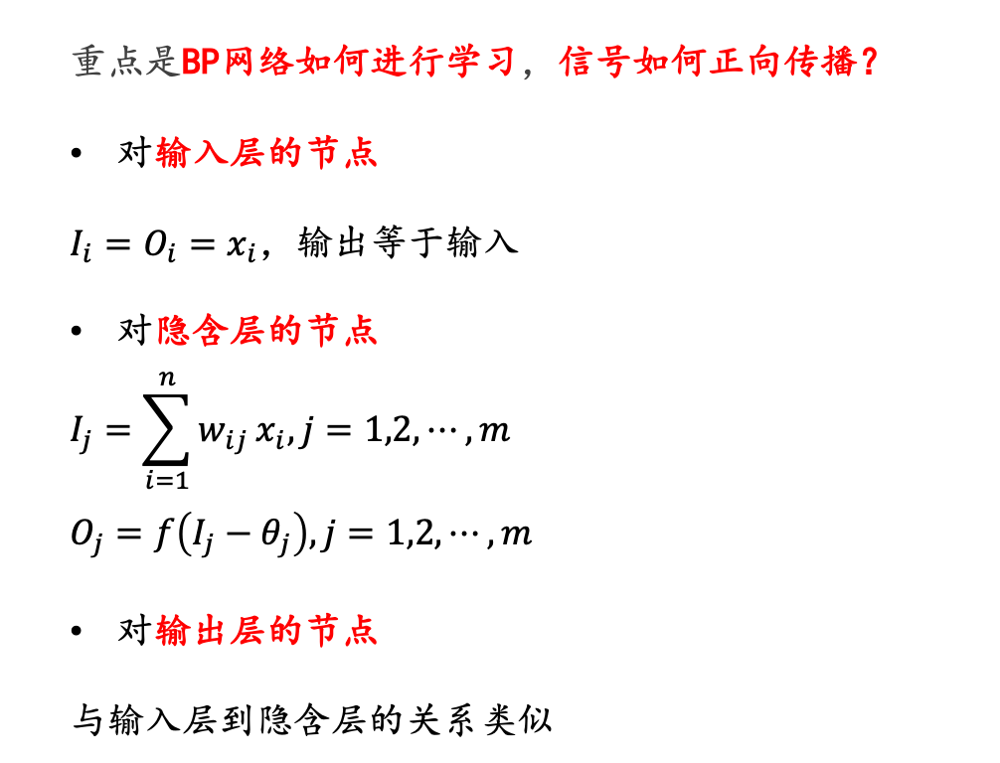 重点是BP网络如何进行学习，信号如何正向传播？
• 对输入层的节点
$I_i = O_i = x_i$，输出等于输入
• 对隐含层的节点
$I_j = \sum_{i=1}^{n} w_{ij} x_i, j = 1,2,\cdots,m$
$O_j = f(I_j - \theta_j), j = 1,2,\cdots,m$
• 对输出层的节点
与输入层到隐含层的关系类似